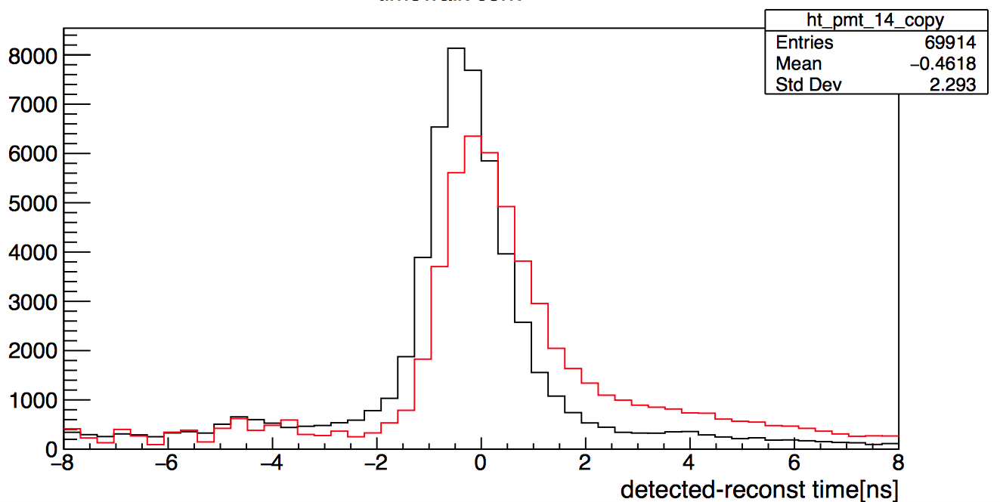 ht_pmt_14_copy
Entries 69914
Mean −0.4618
Std Dev 2.293
8000
7000
6000
5000
4000
3000
2000
1000
0
−8 −6 −4 −2 0 2 4 6 8
detected-reconst time[ns]